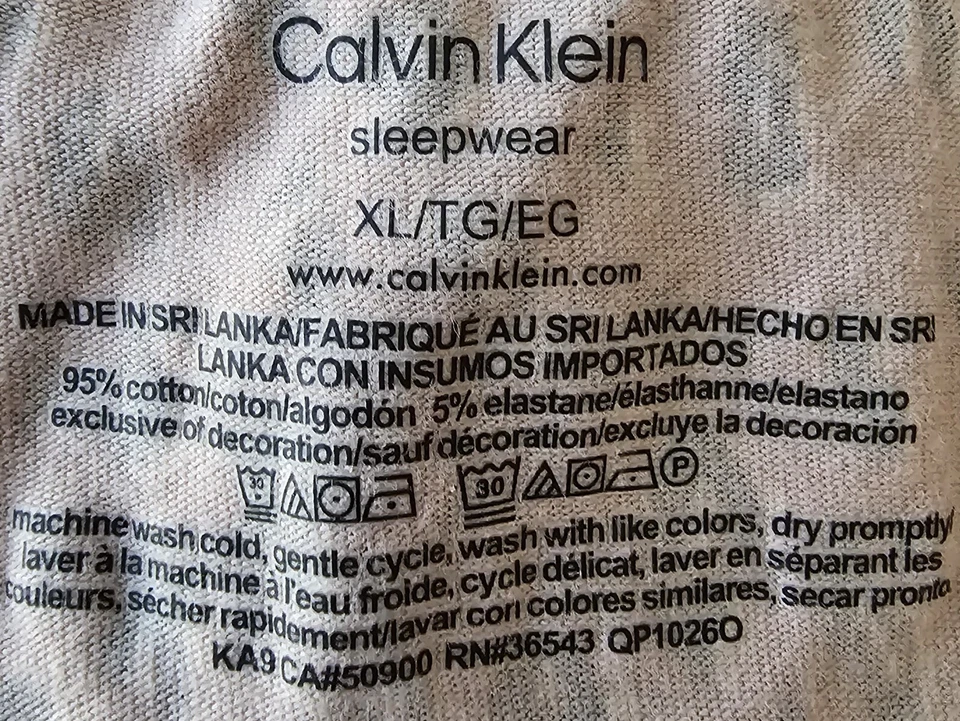 Calvin Klein
sleepwear
XL/TG/EG
www.calvinklein.com
MADE IN SRI LANKA/FABRIQUÉ AU SRI LANKA/HECHO EN SRI
LANKA CON INSUMOS IMPORTADOS
95% cotton/coton/algodón 5% elastane/élasthanne/elastano
exclusive of decoration/sauf décoration/excluye la decoración
30 30 P
machine wash cold, gentle cycle, wash with like colors, dry promptly/
laver à la machine à l'eau froide, cycle délicat, laver en séparant les
couleurs, sécher rapidement/lavar con colores similares, secar pronto
KA9 CA#50900 RN#36543 QP1026O